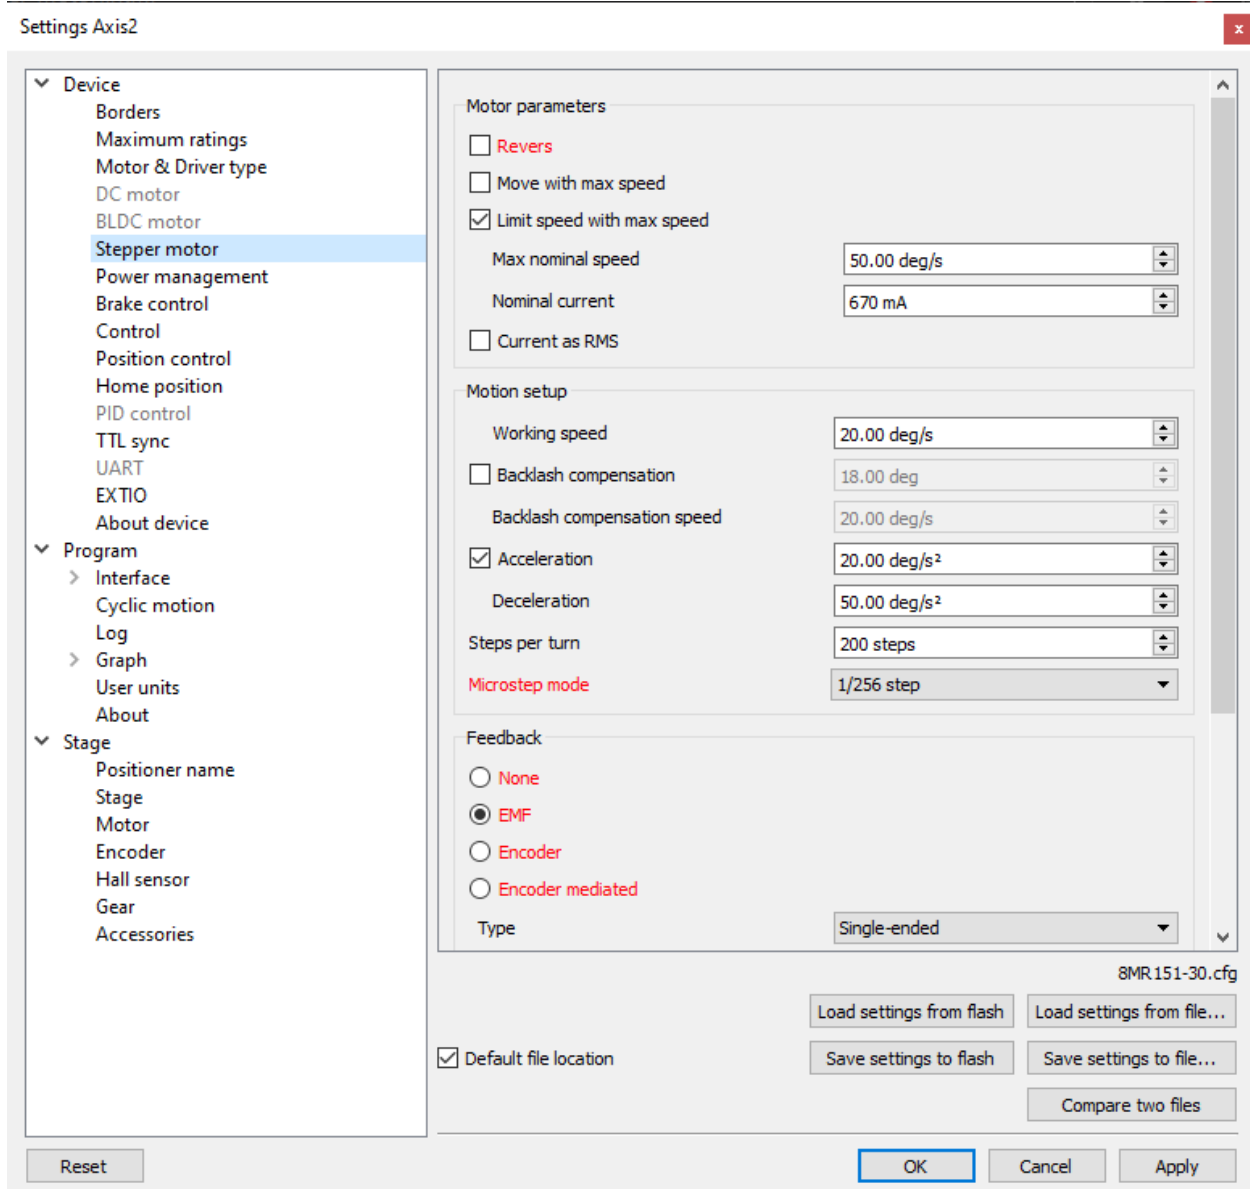 Settings Axis2
x
Device
Borders
Maximum ratings
Motor & Driver type
DC motor
BLDC motor
Stepper motor
Power management
Brake control
Control
Position control
Home position
PID control
TTL sync
UART
EXTIO
About device
Program
Interface
Cyclic motion
Log
Graph
User units
About
Stage
Positioner name
Stage
Motor
Encoder
Hall sensor
Gear
Accessories
Motor parameters
Revers
Move with max speed
Limit speed with max speed
Max nominal speed 50.00 deg/s
Nominal current 670 mA
Current as RMS
Motion setup
Working speed 20.00 deg/s
Backlash compensation 18.00 deg
Backlash compensation speed 20.00 deg/s
Acceleration 20.00 deg/s²
Deceleration 50.00 deg/s²
Steps per turn 200 steps
Microstep mode 1/256 step
Feedback
None
EMF
Encoder
Encoder mediated
Type Single-ended
8MR151-30.cfg
Load settings from flash Load settings from file...
Default file location Save settings to flash Save settings to file...
Compare two files
Reset OK Cancel Apply